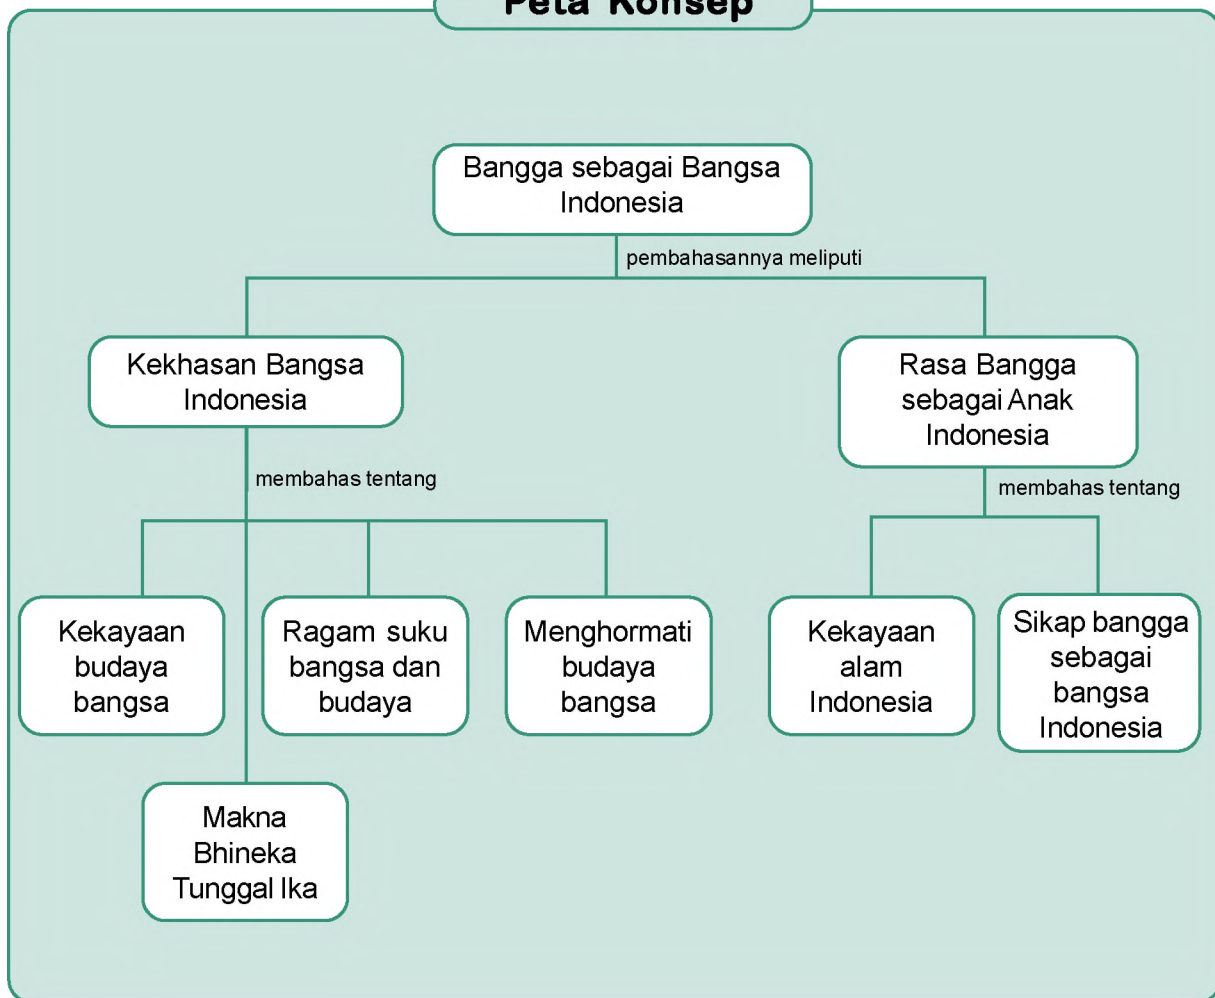 Peta Konsep
Bangga sebagai Bangsa
Indonesia
pembahasannya meliputi
Kekhasan Bangsa
Indonesia
Rasa Bangga
sebagai Anak
Indonesia
membahas tentang
membahas tentang
Kekayaan
budaya
bangsa
Ragam suku
bangsa dan
budaya
Menghormati
budaya
bangsa
Kekayaan
alam
Indonesia
Sikap bangga
sebagai
bangsa
Indonesia
Makna
Bhineka
Tunggal Ika